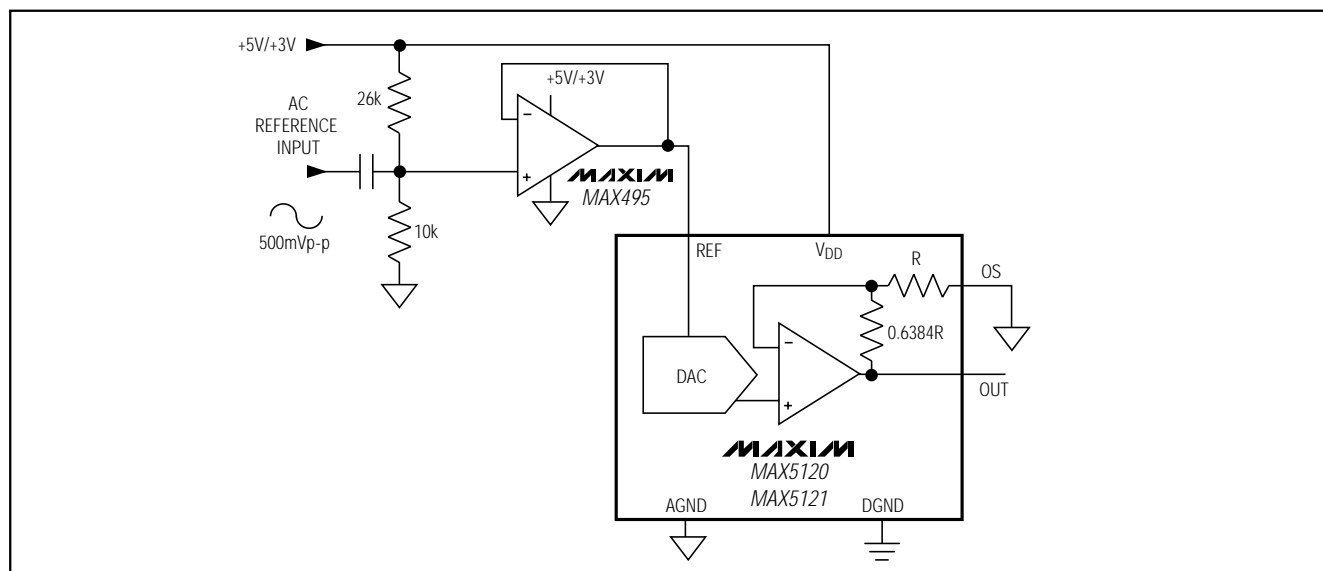 +5V/+3V
26k
AC
REFERENCE
INPUT
500mVp-p
10k
+5V/+3V
−
+
MAXIM
MAX495
REF
VDD
R
OS
0.6384R
−
+
DAC
OUT
MAXIM
MAX5120
MAX5121
AGND
DGND